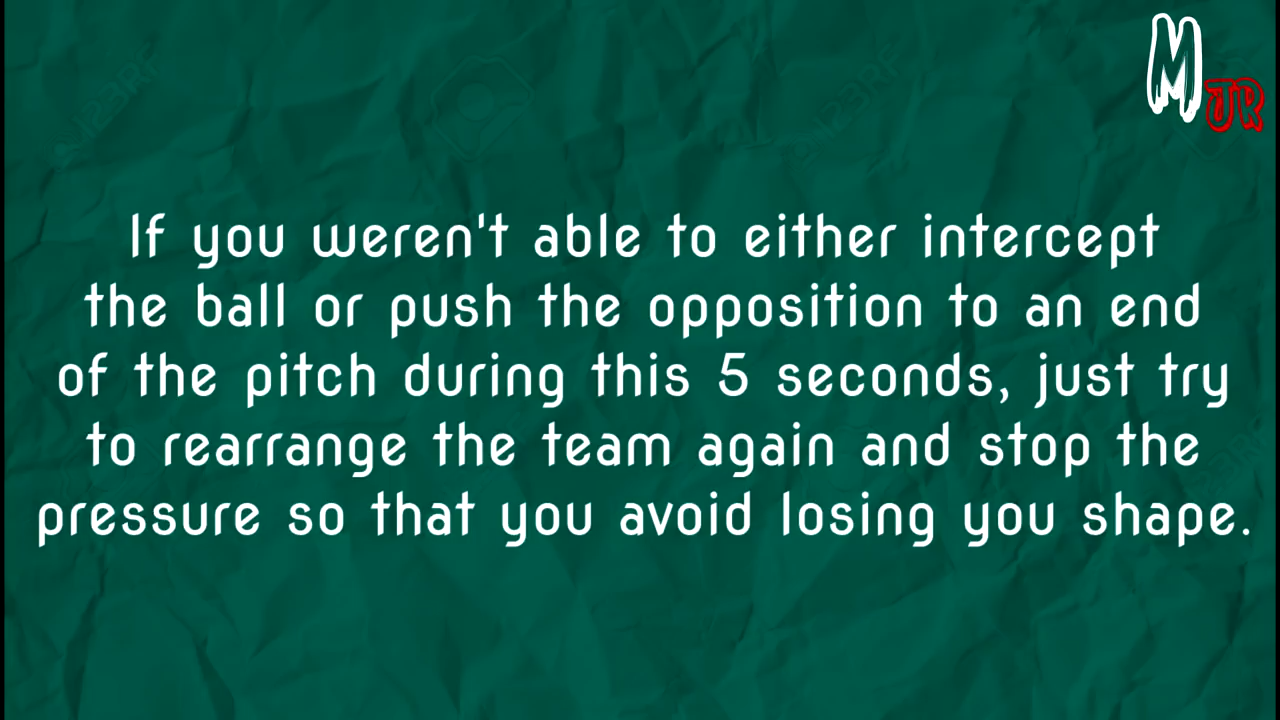 M
JR
If you weren't able to either intercept
the ball or push the opposition to an end
of the pitch during this 5 seconds, just try
to rearrange the team again and stop the
pressure so that you avoid losing you shape.